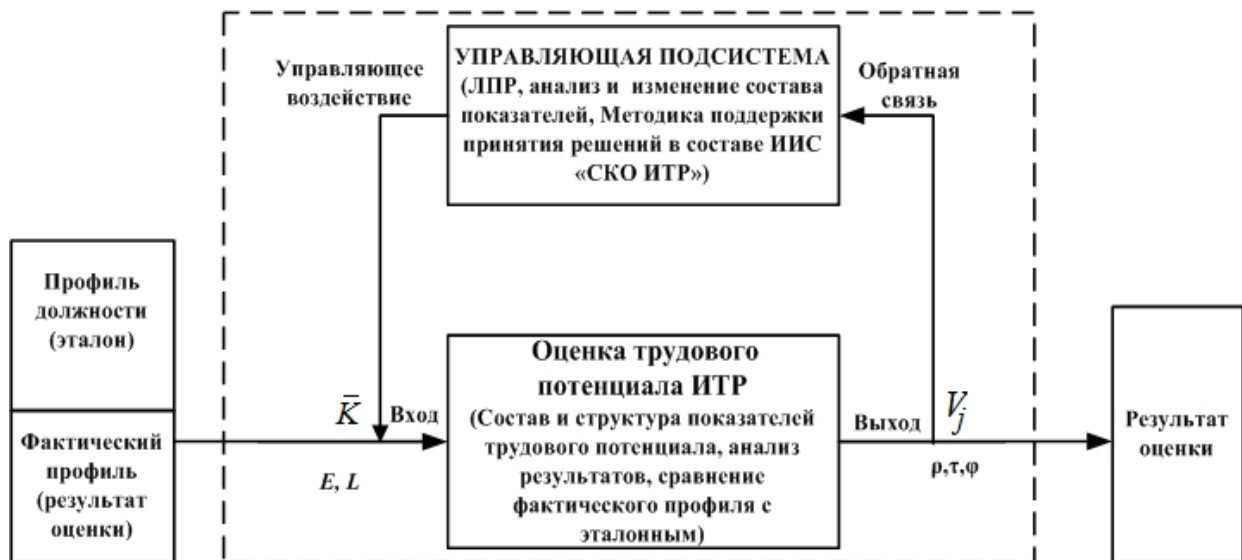 УПРАВЛЯЮЩАЯ ПОДСИСТЕМА
(ЛПР, анализ и изменение состава
показателей, Методика поддержки
принятия решений в составе ИИС
«СКО ИТР»)
Управляющее
воздействие
Обратная
связь
Профиль
должности
(эталон)
Фактический
профиль
(результат
оценки)
K̄
Вход
E, L
Оценка трудового
потенциала ИТР
(Состав и структура показателей
трудового потенциала, анализ
результатов, сравнение
фактического профиля с
эталонным)
Выход
V_j
ρ,τ,φ
Результат
оценки